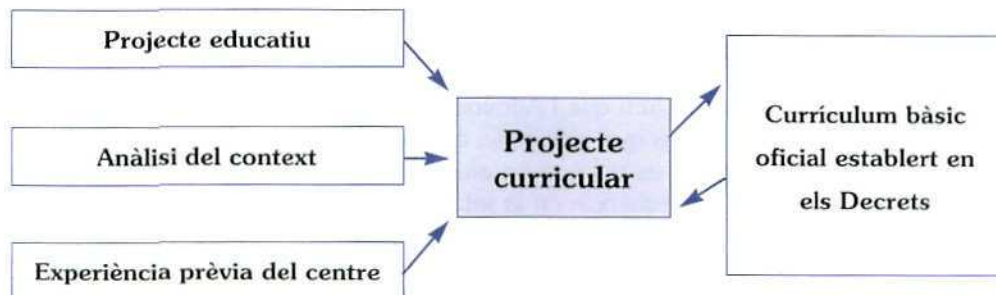 Projecte educatiu
Anàlisi del context
Experiència prèvia del centre
Projecte
curricular
Currículum bàsic
oficial establert en
els Decrets